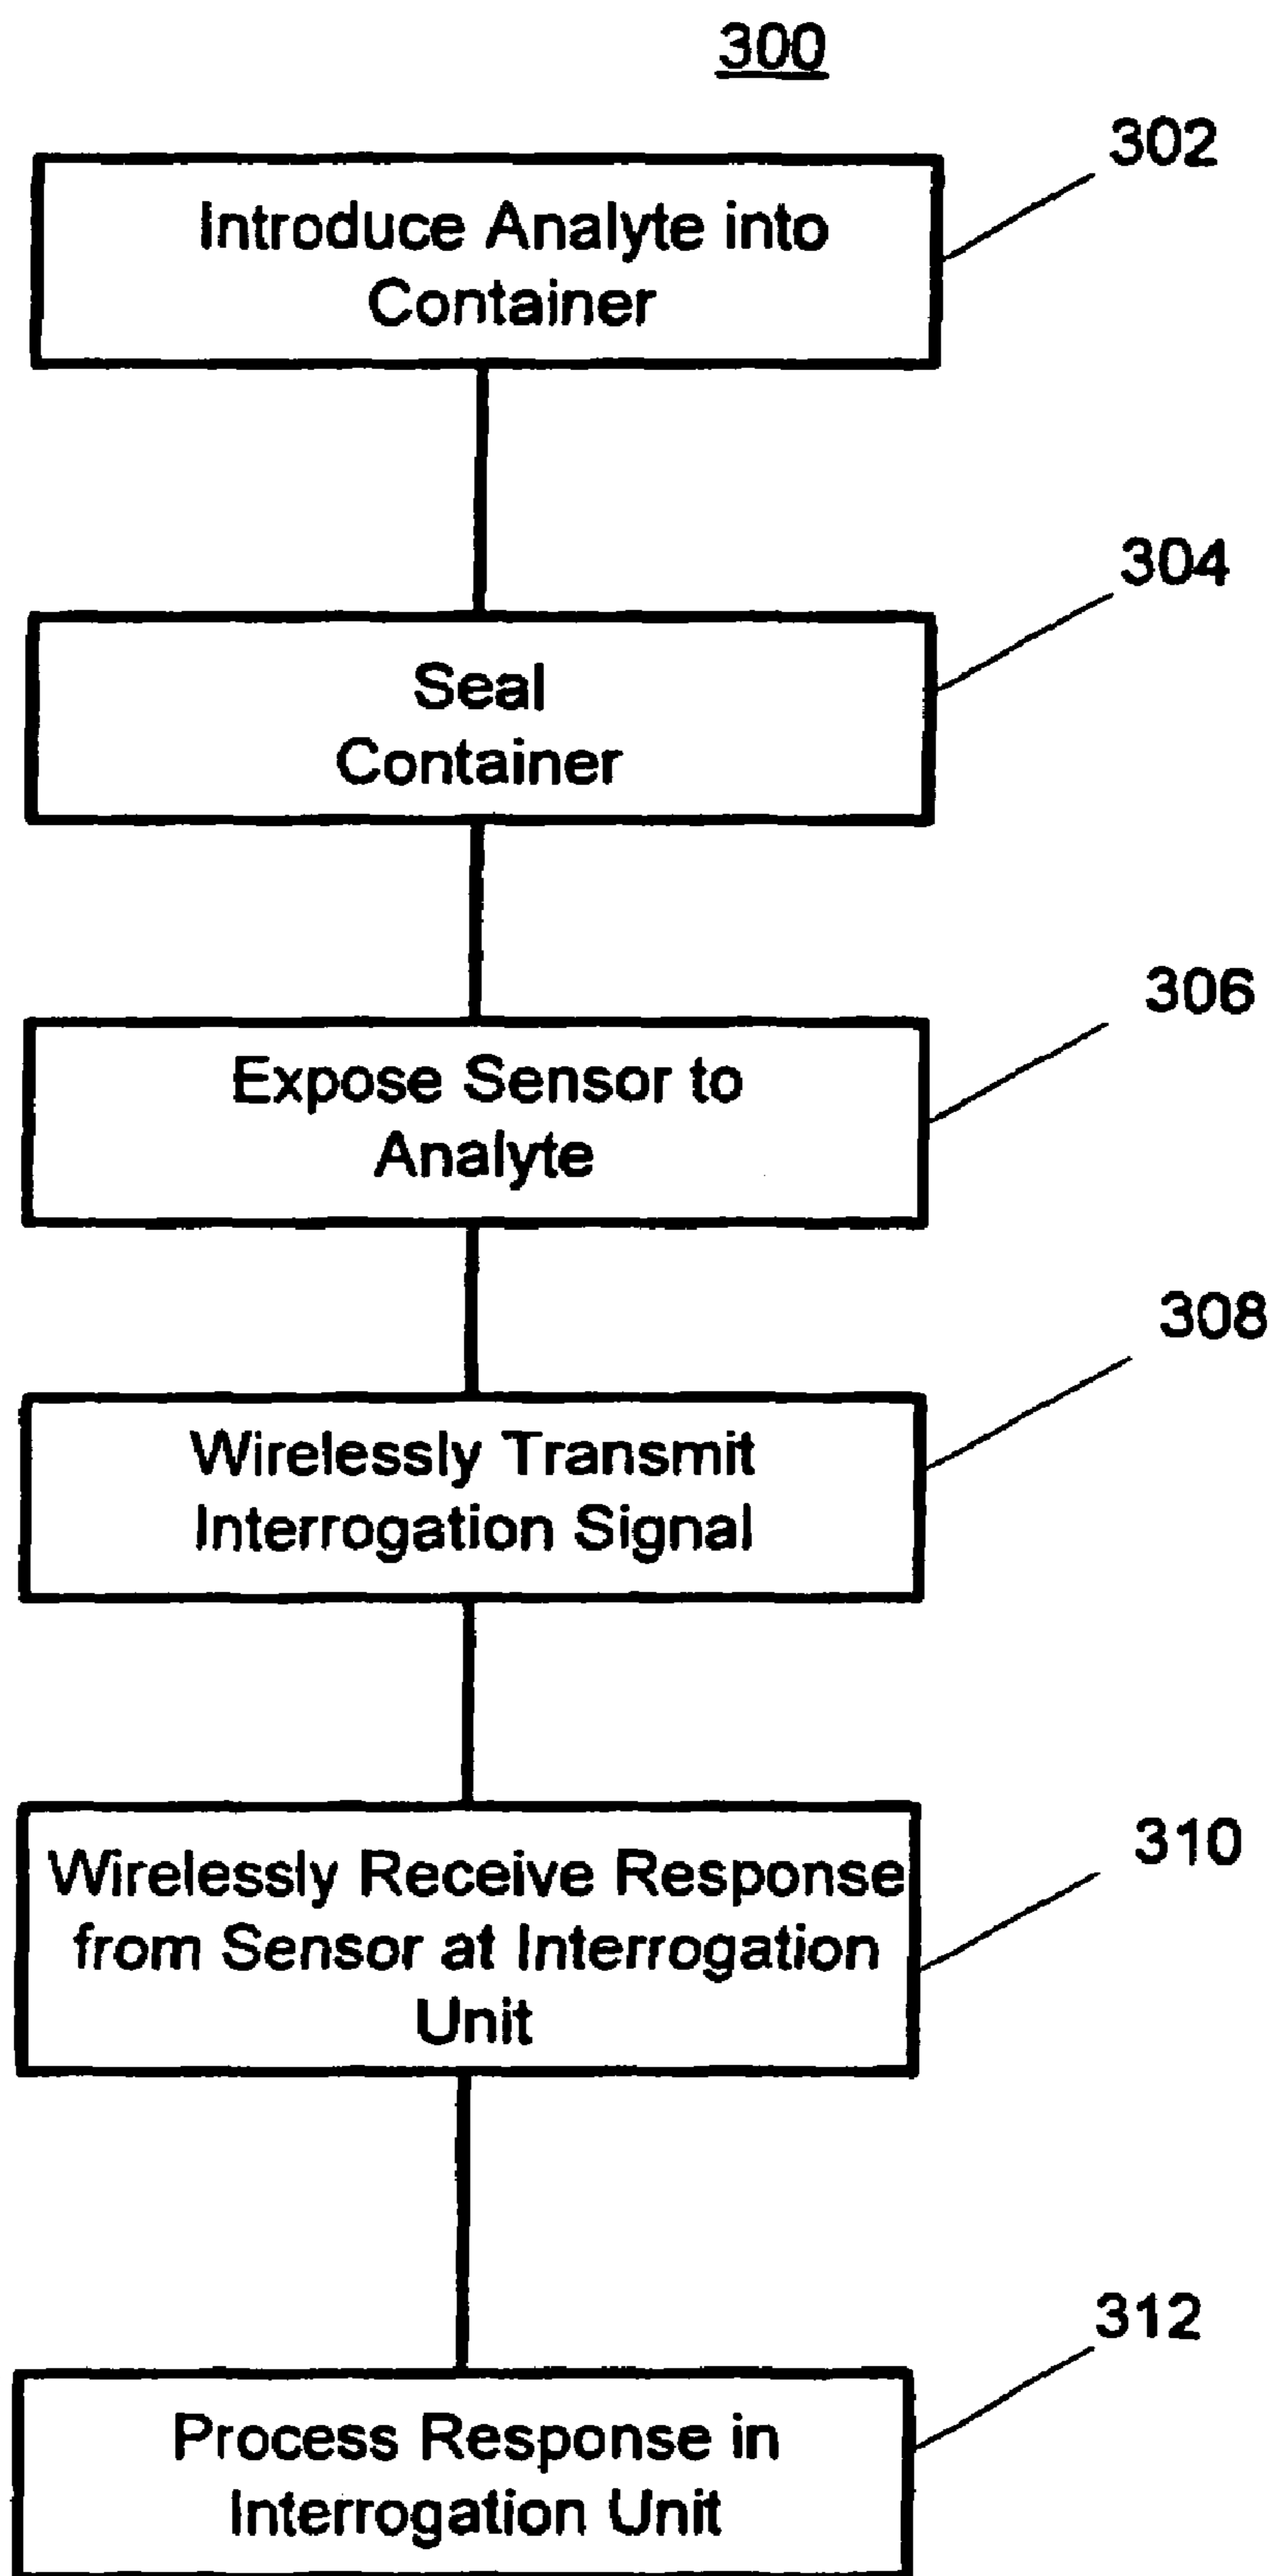 300
302
Introduce Analyte into
Container
304
Seal
Container
306
Expose Sensor to
Analyte
308
Wirelessly Transmit
Interrogation Signal
310
Wirelessly Receive Response
from Sensor at Interrogation
Unit
312
Process Response in
Interrogation Unit